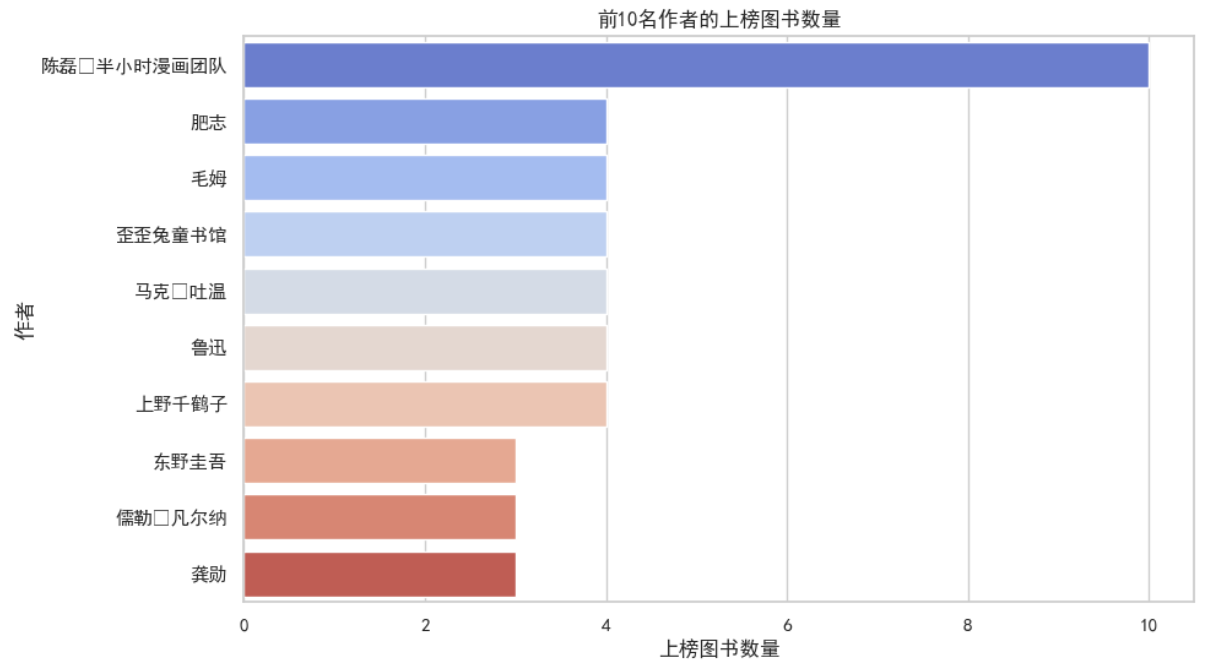 前10名作者的上榜图书数量
陈磊□半小时漫画团队
肥志
毛姆
歪歪兔童书馆
马克□吐温
鲁迅
上野千鹤子
东野圭吾
儒勒□凡尔纳
龚勋
作者
0 2 4 6 8 10
上榜图书数量